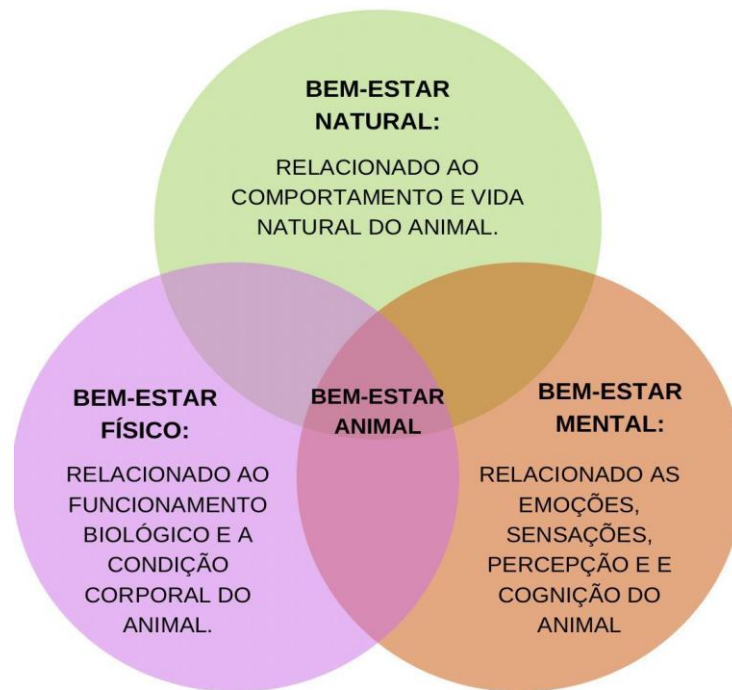 BEM-ESTAR
NATURAL:
RELACIONADO AO
COMPORTAMENTO E VIDA
NATURAL DO ANIMAL.
BEM-ESTAR
FÍSICO:
RELACIONADO AO
FUNCIONAMENTO
BIOLÓGICO E A
CONDIÇÃO
CORPORAL DO
ANIMAL.
BEM-ESTAR
ANIMAL
BEM-ESTAR
MENTAL:
RELACIONADO AS
EMOÇÕES,
SENSAÇÕES,
PERCEPÇÃO E E
COGNIÇÃO DO
ANIMAL